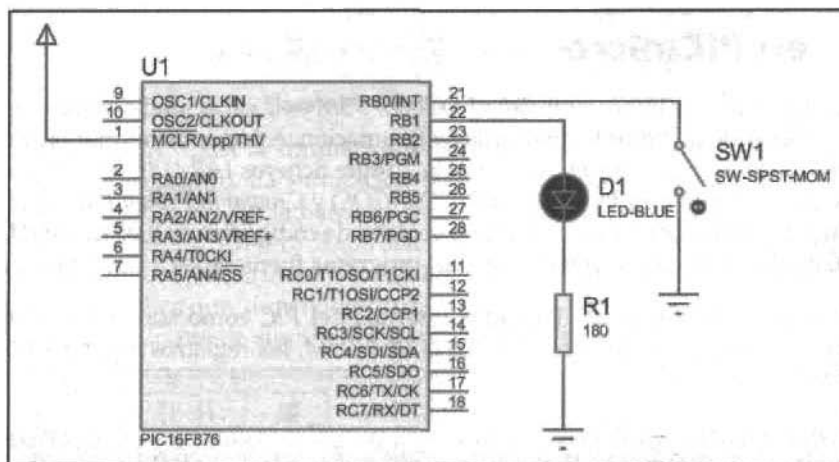 U1
9 OSC1/CLKIN
10 OSC2/CLKOUT
1 MCLR/Vpp/THV
2 RA0/AN0
3 RA1/AN1
4 RA2/AN2/VREF-
5 RA3/AN3/VREF+
6 RA4/T0CKI
7 RA5/AN4/SS
RB0/INT 21
RB1 22
RB2 23
RB3/PGM 24
RB4 25
RB5 26
RB6/PGC 27
RB7/PGD 28
RC0/T1OSO/T1CKI 11
RC1/T1OSI/CCP2 12
RC2/CCP1 13
RC3/SCK/SCL 14
RC4/SDI/SDA 15
RC5/SDO 16
RC6/TX/CK 17
RC7/RX/DT 18
PIC16F876
D1
LED-BLUE
R1
180
SW1
SW-SPST-MOM